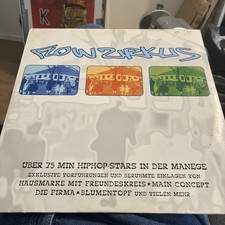 FLOWZIRKUS
ÜBER 75 MIN HIPHOP-STARS IN DER MANEGE
EXKLUSIVE VORFÜHRUNGEN UND BERÜHMTE EINLAGEN VON
HAUSMARKE MIT FREUNDESKREIS★MAIN CONCEPT
DIE FIRMA★BLUMENTOPF UND VIELEN MEHR
K